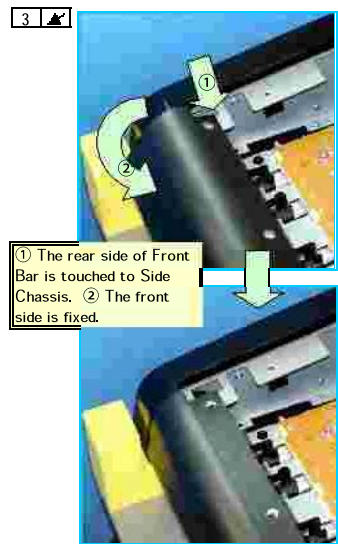 3
①
②
① The rear side of Front
Bar is touched to Side
Chassis. ② The front
side is fixed.